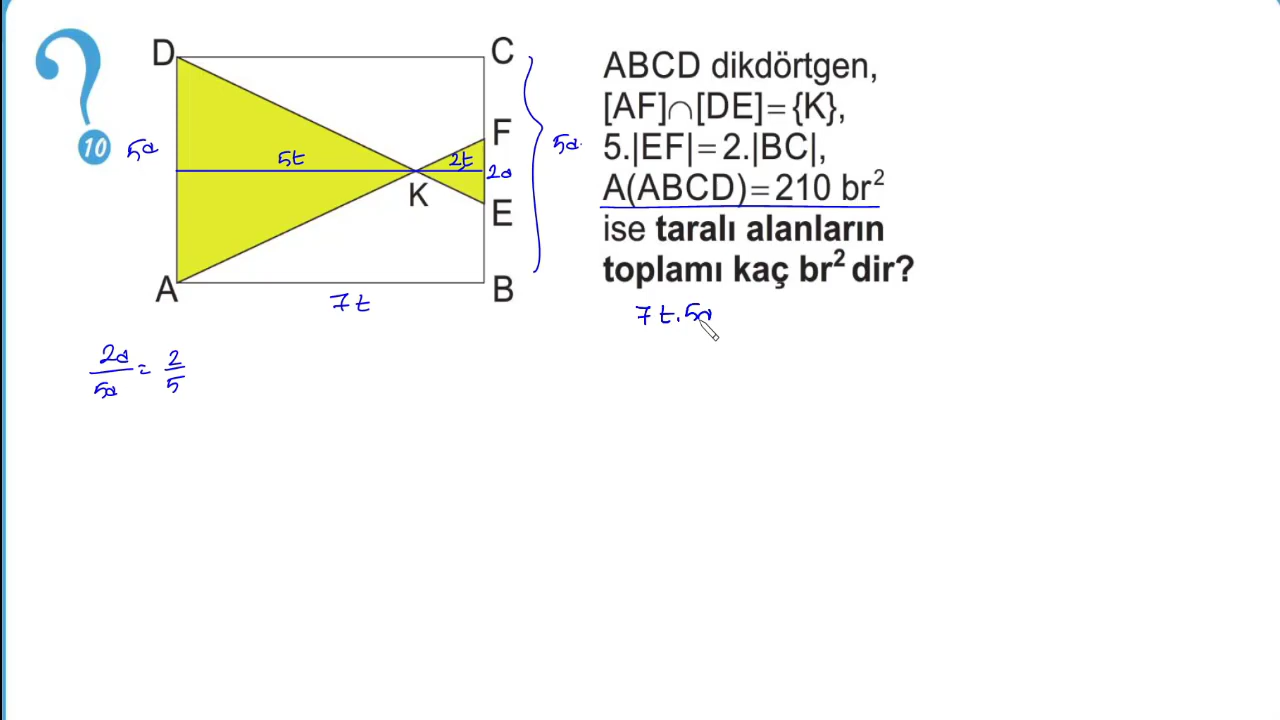 10
D
C
F
K
E
A
B
5a
5t
2t
2a
5a
7t
2a/5a = 2/5
ABCD dikdörtgen,
[AF]∩[DE]={K},
5.|EF|=2.|BC|,
A(ABCD)=210 br²
ise taralı alanların
toplamı kaç br² dir?
7t.5a